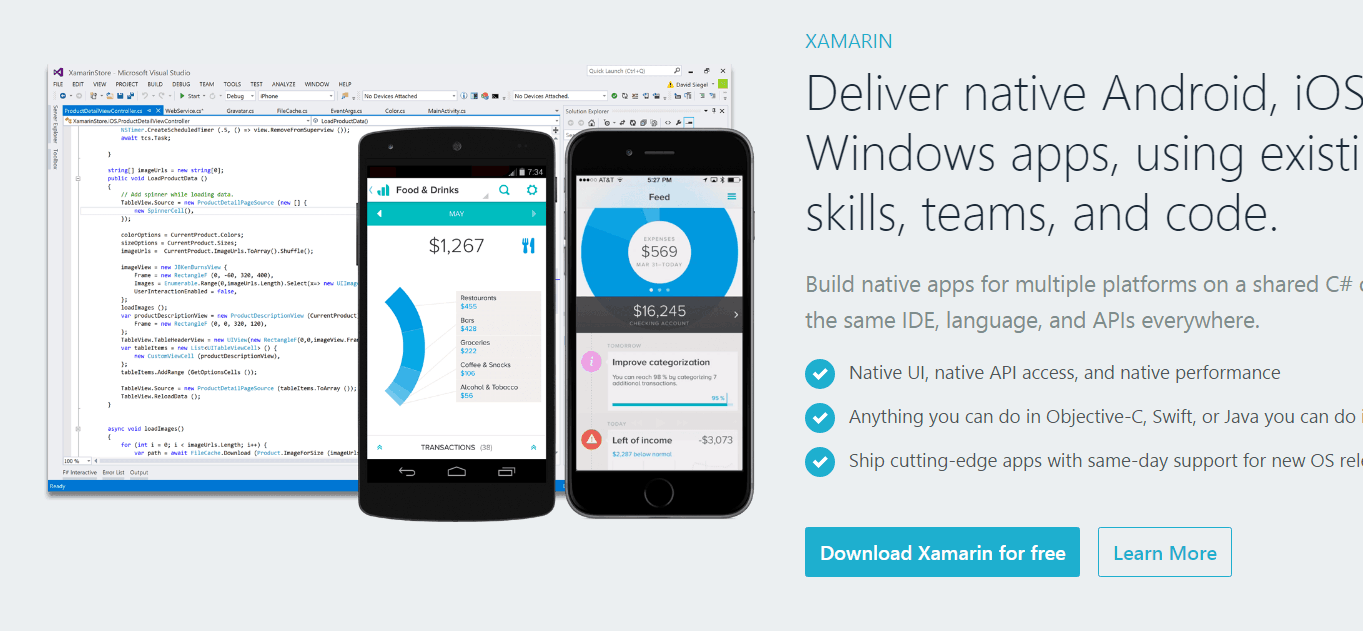 XamarinStore - Microsoft Visual Studio
Quick Launch (Ctrl+Q)
FILE EDIT VIEW PROJECT BUILD DEBUG TEAM TOOLS TEST ANALYZE WINDOW HELP
David Siegel
Start Debug iPhone No Devices Attached No Devices Attached.
ProductDetailViewController.cs WebService.cs* Gravatar.cs FileCache.cs EventArgs.cs Color.cs MainActivity.cs
Solution Explorer
XamarinStore.iOS.ProductDetailViewController LoadProductData()
Server Explorer
Toolbox
NSTimer.CreateScheduledTimer (.5, () => view.RemoveFromSuperview ());
await tcs.Task;
}
string[] imageUrls = new string[0];
public void LoadProductData ()
{
// Add spinner while loading data.
TableView.Source = new ProductDetailPageSource (new [] {
new SpinnerCell(),
});
colorOptions = CurrentProduct.Colors;
sizeOptions = CurrentProduct.Sizes;
imageUrls = CurrentProduct.ImageUrls.ToArray().Shuffle();
imageView = new JBKenBurnsView {
Frame = new RectangleF (0, -60, 320, 400),
Images = Enumerable.Range(0,imageUrls.Length).Select(x=> new UIImage
UserInteractionEnabled = false,
};
loadImages ();
var productDescriptionView = new ProductDescriptionView (CurrentProduct)
Frame = new RectangleF (0, 0, 320, 120),
};
TableView.TableHeaderView = new UIView(new RectangleF(0,0,imageView.Fra
var tableItems = new List<UITableViewCell> () {
new CustomViewCell (productDescriptionView),
};
tableItems.AddRange (GetOptionsCells ());
TableView.Source = new ProductDetailPageSource (tableItems.ToArray ());
TableView.ReloadData ();
}
async void loadImages()
{
for (int i = 0; i < imageUrls.Length; i++) {
var path = await FileCache.Download (Product.ImageForSize (imageUrls
100 %
F# Interactive Error List Output
Ready
7:34
Food & Drinks
MAY
$1,267
Restaurants
$455
Bars
$428
Groceries
$222
Coffee & Snacks
$106
Alcohol & Tobacco
$56
TRANSACTIONS (38)
AT&T 5:27 PM
Feed
EXPENSES
$569
MAR 31-TODAY
$16,245
CHECKING ACCOUNT
TOMORROW
Improve categorization
You can reach 98 % by categorizing 7
additional transactions.
98 %
TODAY
Left of income -$3,073
$2,287 below normal
XAMARIN
Deliver native Android, iOS
Windows apps, using existi
skills, teams, and code.
Build native apps for multiple platforms on a shared C#
the same IDE, language, and APIs everywhere.
Native UI, native API access, and native performance
Anything you can do in Objective-C, Swift, or Java you can do i
Ship cutting-edge apps with same-day support for new OS rele
Download Xamarin for free
Learn More